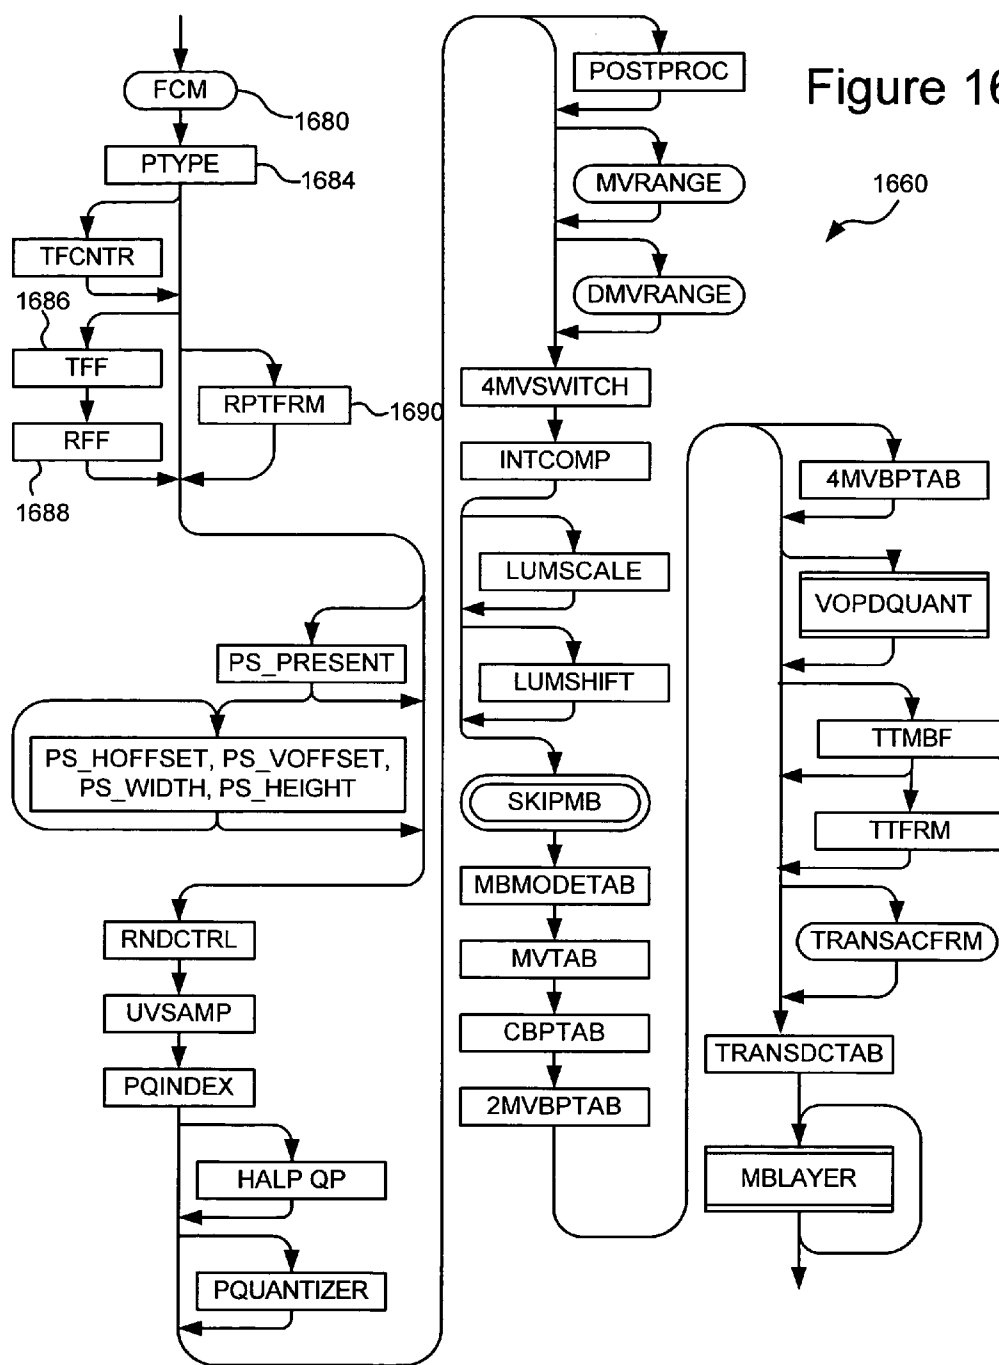 Figure 16
1660
FCM
1680
PTYPE
1684
TFCNTR
1686
TFF
RPTFRM
1690
RFF
1688
PS_PRESENT
PS_HOFFSET, PS_VOFFSET,
PS_WIDTH, PS_HEIGHT
RNDCTRL
UVSAMP
PQINDEX
HALP QP
PQUANTIZER
POSTPROC
MVRANGE
DMVRANGE
4MVSWITCH
INTCOMP
LUMSCALE
LUMSHIFT
SKIPMB
MBMODETAB
MVTAB
CBPTAB
2MVBPTAB
4MVBPTAB
VOPDQUANT
TTMBF
TTFRM
TRANSACFRM
TRANSDCTAB
MBLAYER